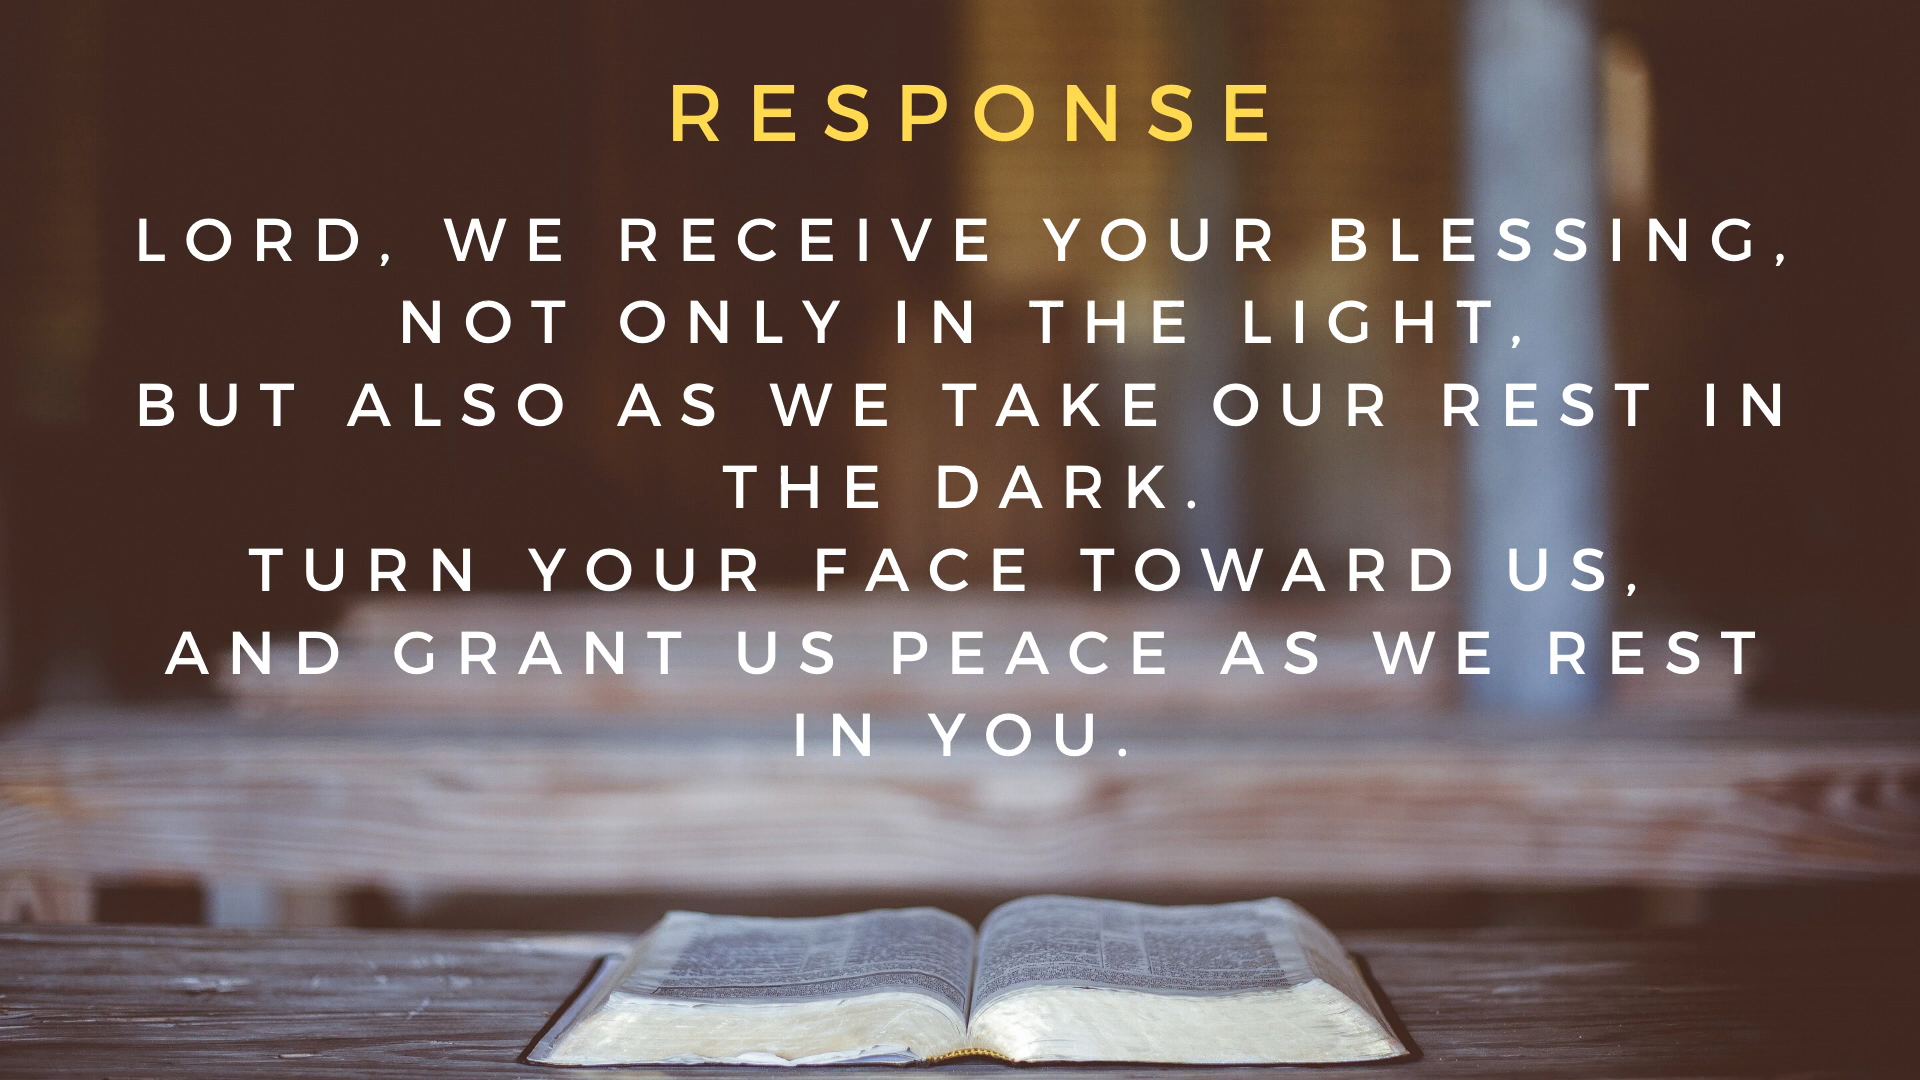 RESPONSE
LORD, WE RECEIVE YOUR BLESSING,
NOT ONLY IN THE LIGHT,
BUT ALSO AS WE TAKE OUR REST IN
THE DARK.
TURN YOUR FACE TOWARD US,
AND GRANT US PEACE AS WE REST
IN YOU.